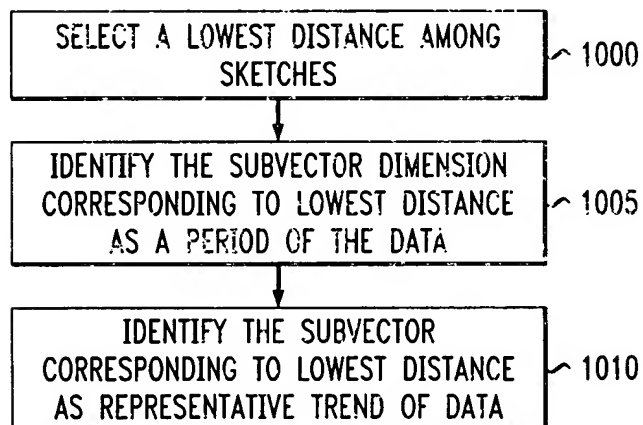 SELECT A LOWEST DISTANCE AMONG
SKETCHES
1000
IDENTIFY THE SUBVECTOR DIMENSION
CORRESPONDING TO LOWEST DISTANCE
AS A PERIOD OF THE DATA
1005
IDENTIFY THE SUBVECTOR
CORRESPONDING TO LOWEST DISTANCE
AS REPRESENTATIVE TREND OF DATA
1010